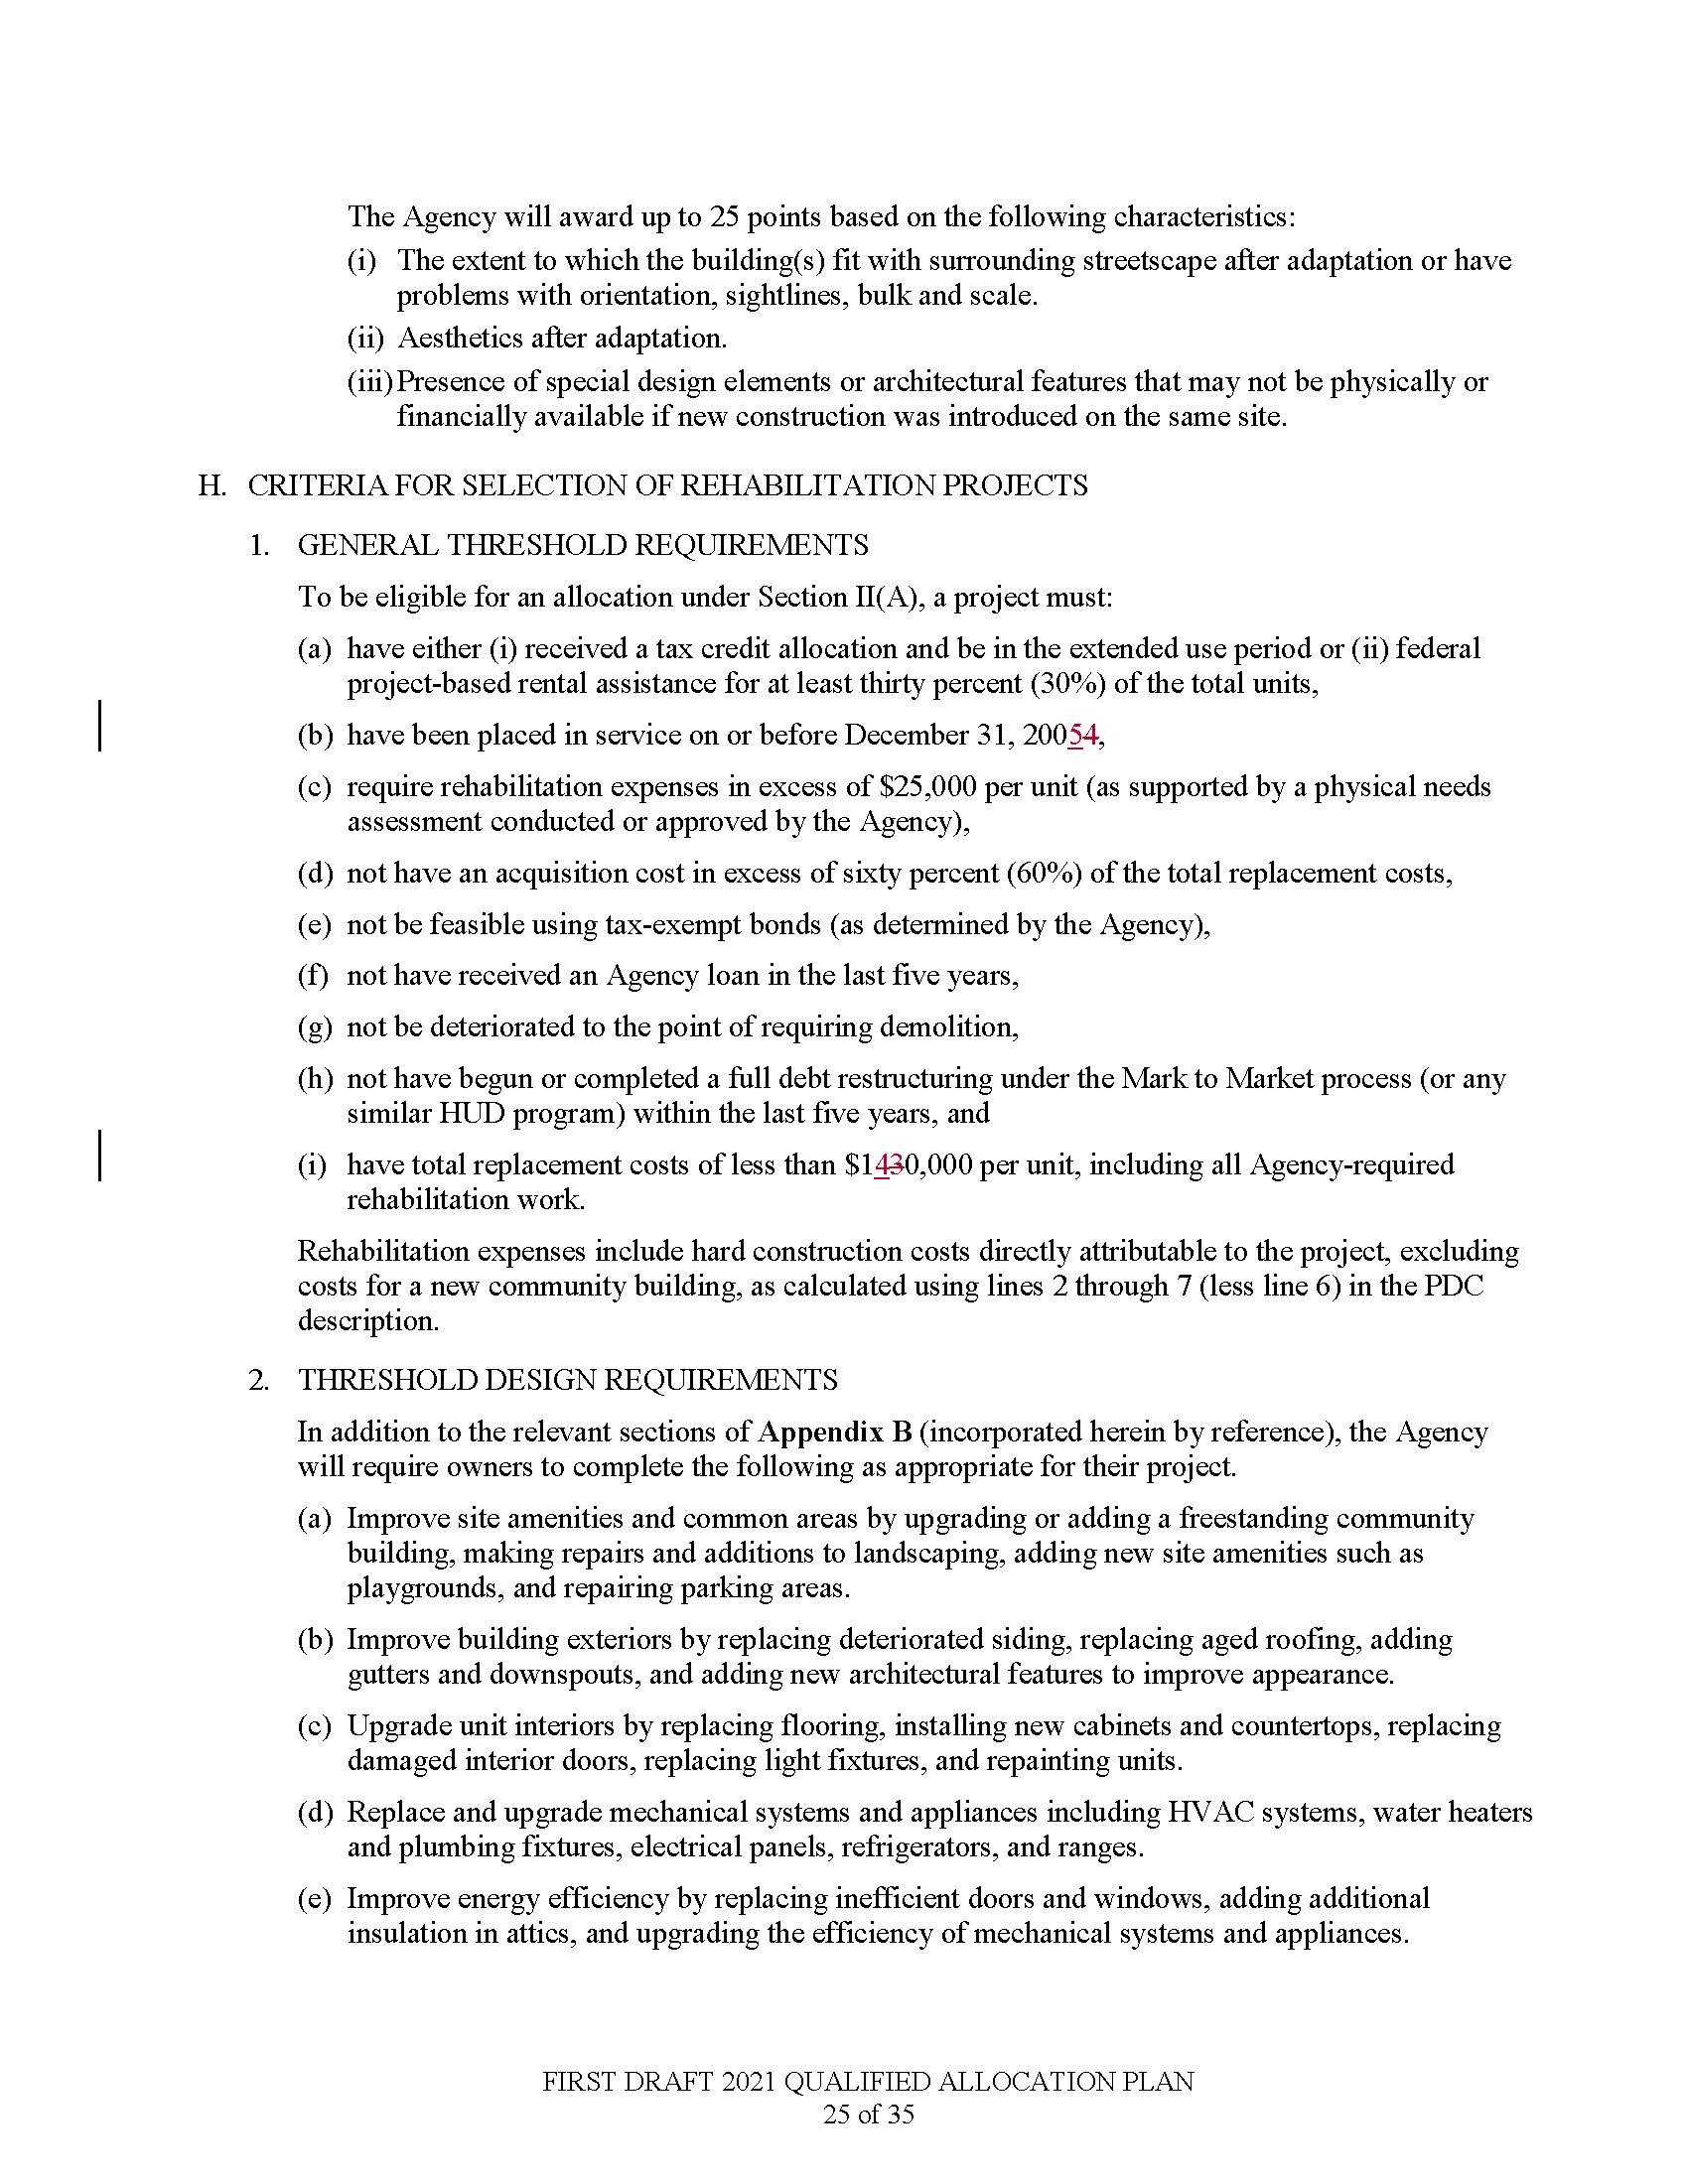 The Agency will award up to 25 points based on the following characteristics:
(i) The extent to which the building(s) fit with surrounding streetscape after adaptation or have
problems with orientation, sightlines, bulk and scale.
(ii) Aesthetics after adaptation.
(iii) Presence of special design elements or architectural features that may not be physically or
financially available if new construction was introduced on the same site.
H. CRITERIA FOR SELECTION OF REHABILITATION PROJECTS
1. GENERAL THRESHOLD REQUIREMENTS
To be eligible for an allocation under Section II(A), a project must:
(a) have either (i) received a tax credit allocation and be in the extended use period or (ii) federal
project-based rental assistance for at least thirty percent (30%) of the total units,
(b) have been placed in service on or before December 31, 20054,
(c) require rehabilitation expenses in excess of $25,000 per unit (as supported by a physical needs
assessment conducted or approved by the Agency),
(d) not have an acquisition cost in excess of sixty percent (60%) of the total replacement costs,
(e) not be feasible using tax-exempt bonds (as determined by the Agency),
(f) not have received an Agency loan in the last five years,
(g) not be deteriorated to the point of requiring demolition,
(h) not have begun or completed a full debt restructuring under the Mark to Market process (or any
similar HUD program) within the last five years, and
(i) have total replacement costs of less than $1430,000 per unit, including all Agency-required
rehabilitation work.
Rehabilitation expenses include hard construction costs directly attributable to the project, excluding
costs for a new community building, as calculated using lines 2 through 7 (less line 6) in the PDC
description.
2. THRESHOLD DESIGN REQUIREMENTS
In addition to the relevant sections of Appendix B (incorporated herein by reference), the Agency
will require owners to complete the following as appropriate for their project.
(a) Improve site amenities and common areas by upgrading or adding a freestanding community
building, making repairs and additions to landscaping, adding new site amenities such as
playgrounds, and repairing parking areas.
(b) Improve building exteriors by replacing deteriorated siding, replacing aged roofing, adding
gutters and downspouts, and adding new architectural features to improve appearance.
(c) Upgrade unit interiors by replacing flooring, installing new cabinets and countertops, replacing
damaged interior doors, replacing light fixtures, and repainting units.
(d) Replace and upgrade mechanical systems and appliances including HVAC systems, water heaters
and plumbing fixtures, electrical panels, refrigerators, and ranges.
(e) Improve energy efficiency by replacing inefficient doors and windows, adding additional
insulation in attics, and upgrading the efficiency of mechanical systems and appliances.
FIRST DRAFT 2021 QUALIFIED ALLOCATION PLAN
25 of 35